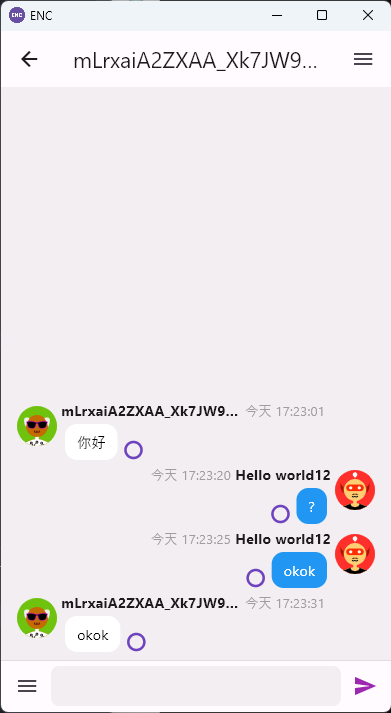 ENC ENC
mLrxaiA2ZXAA_Xk7JW9...
mLrxaiA2ZXAA_Xk7JW9... 今天 17:23:01
你好
今天 17:23:20 Hello world12
?
今天 17:23:25 Hello world12
okok
mLrxaiA2ZXAA_Xk7JW9... 今天 17:23:31
okok